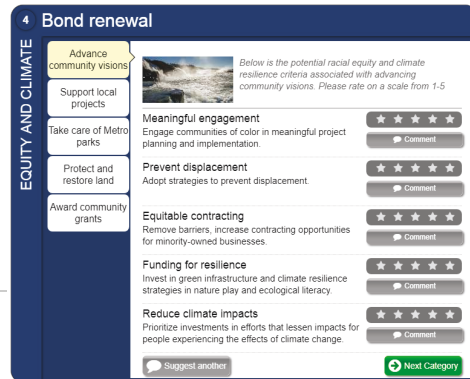 4 Bond renewal
EQUITY AND CLIMATE
Advance
community visions
Support local
projects
Take care of Metro
parks
Protect and
restore land
Award community
grants
Below is the potential racial equity and climate
resilience criteria associated with advancing
community visions. Please rate on a scale from 1-5
Meaningful engagement
Engage communities of color in meaningful project
planning and implementation.
Comment
Prevent displacement
Adopt strategies to prevent displacement.
Comment
Equitable contracting
Remove barriers, increase contracting opportunities
for minority-owned businesses.
Comment
Funding for resilience
Invest in green infrastructure and climate resilience
strategies in nature play and ecological literacy.
Comment
Reduce climate impacts
Prioritize investments in efforts that lessen impacts for
people experiencing the effects of climate change.
Comment
Suggest another
Next Category